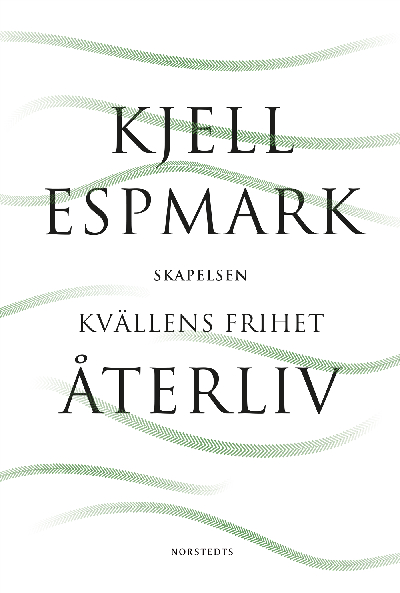 KJELL
ESPMARK
SKAPELSEN
KVÄLLENS FRIHET
ÅTERLIV
NORSTEDTS